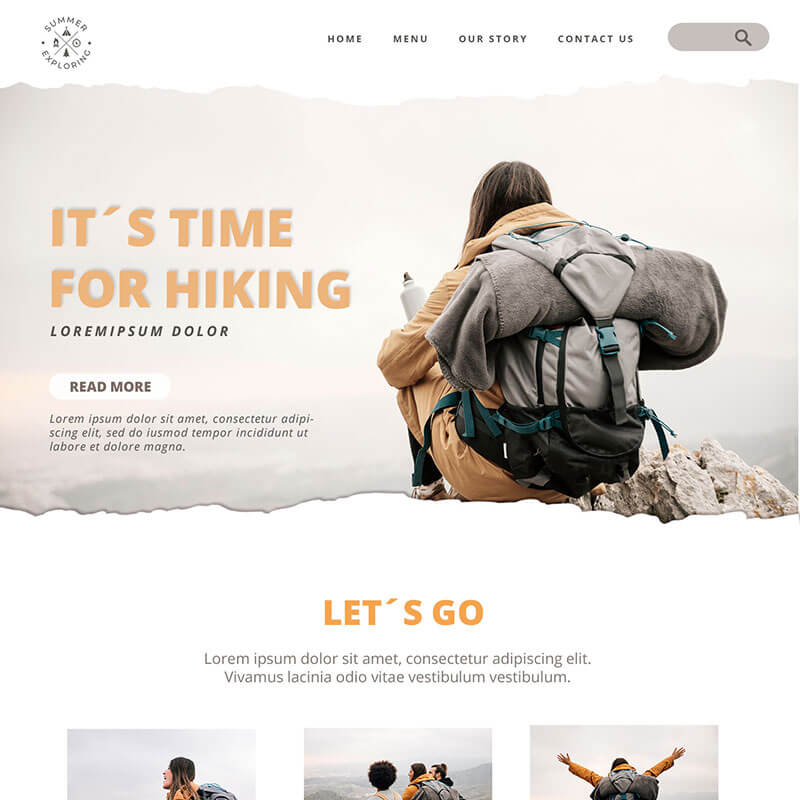 SUMMER
EXPLORING
HOME MENU OUR STORY CONTACT US
IT´S TIME
FOR HIKING
LOREMIPSUM DOLOR
READ MORE
Lorem ipsum dolor sit amet, consectetur adipi-
scing elit, sed do iusmod tempor incididunt ut
labore et dolore magna.
LET´S GO
Lorem ipsum dolor sit amet, consectetur adipiscing elit.
Vivamus lacinia odio vitae vestibulum vestibulum.